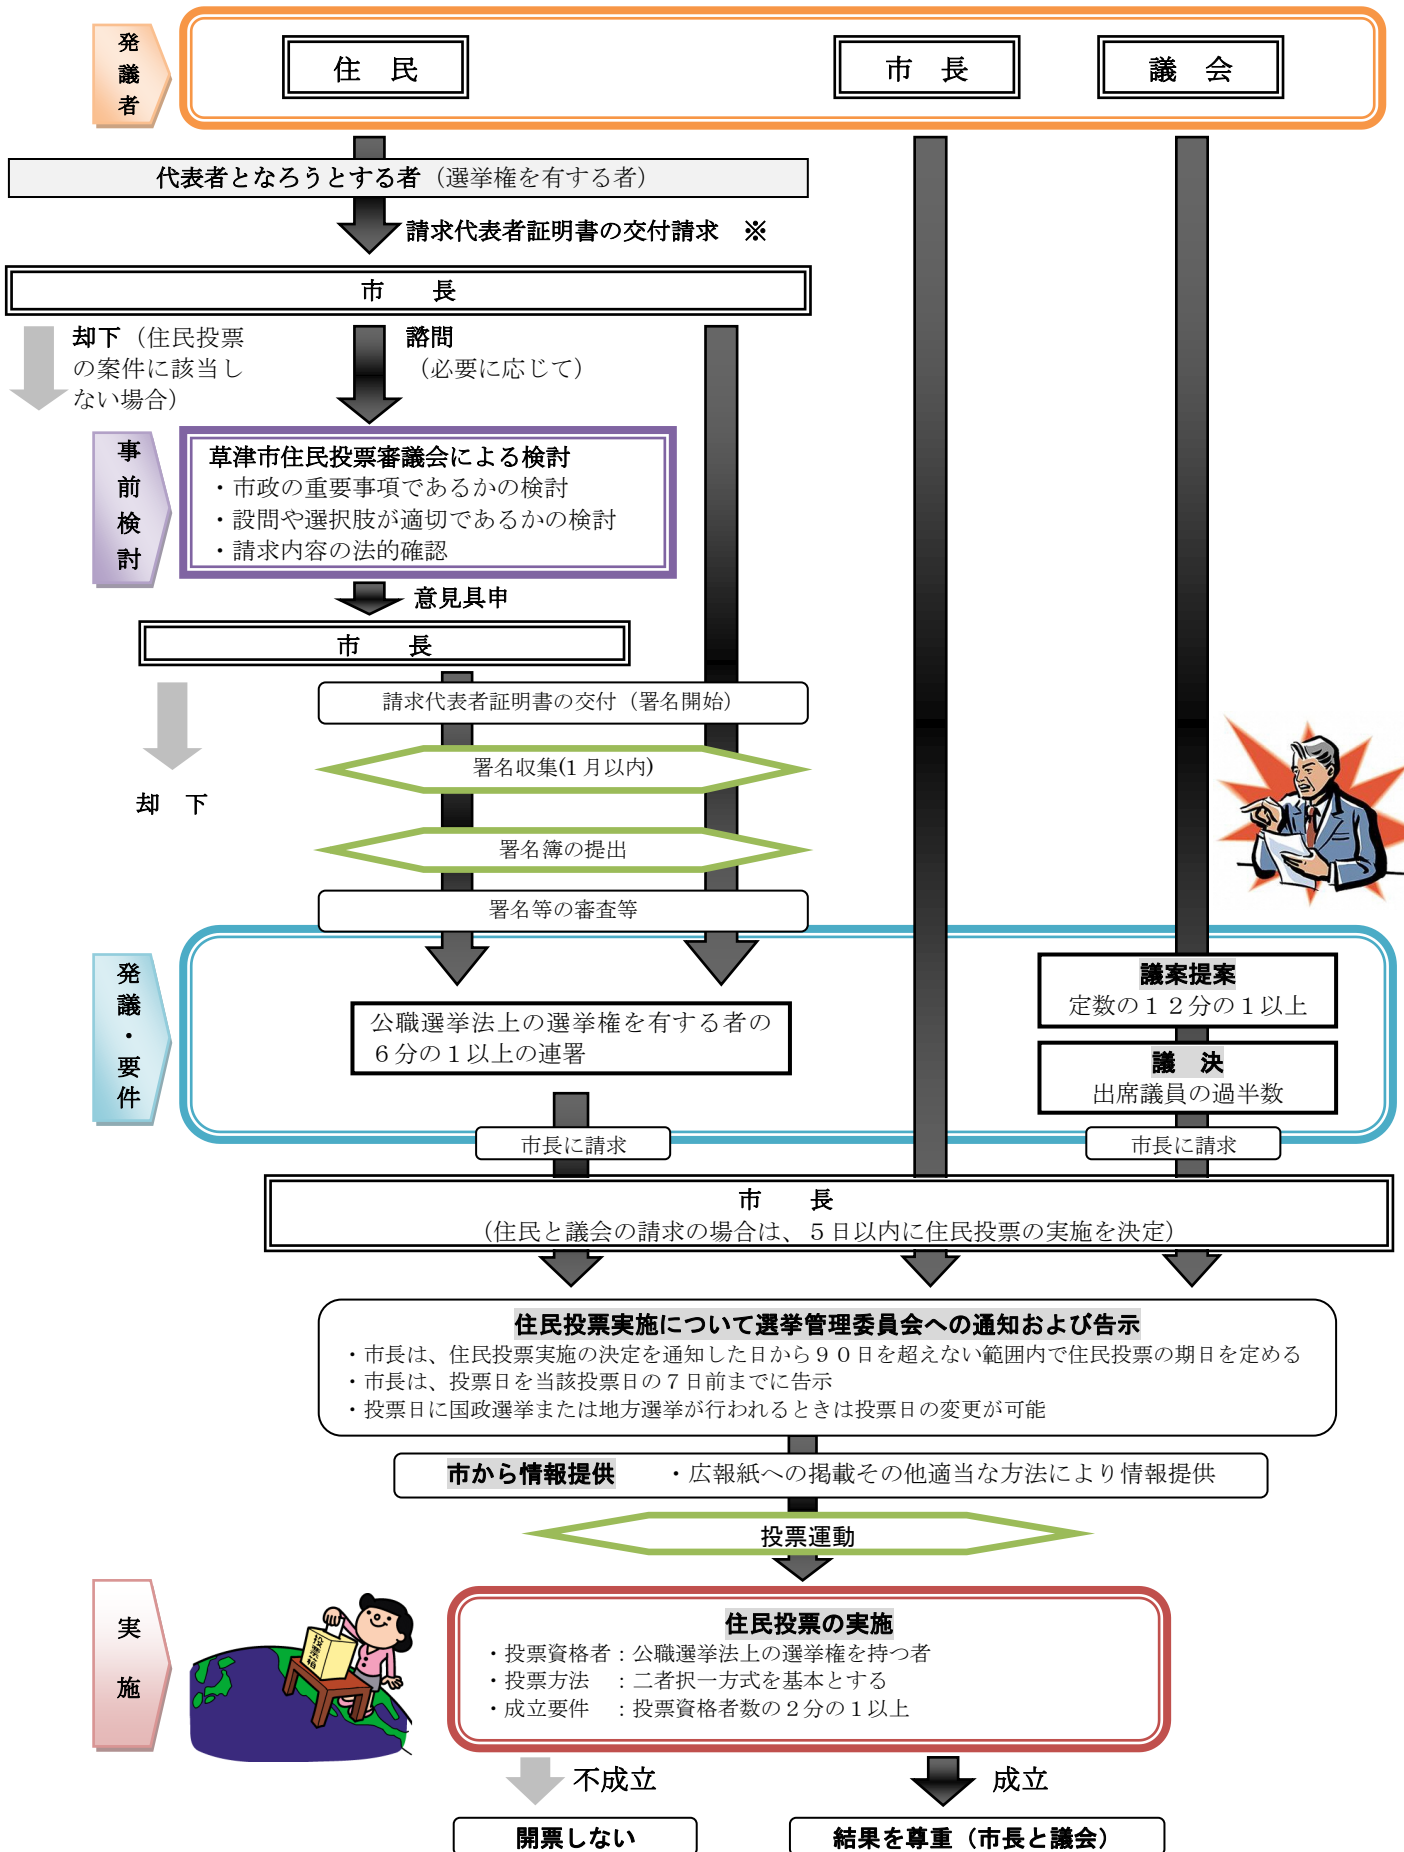 発議者
住　民
市　長
議　会
代表者となろうとする者（選挙権を有する者）
請求代表者証明書の交付請求　※
市　　長
却下（住民投票
の案件に該当し
ない場合）
諮問
（必要に応じて）
事前検討
草津市住民投票審議会による検討
・市政の重要事項であるかの検討
・設問や選択肢が適切であるかの検討
・請求内容の法的確認
意見具申
市　　長
請求代表者証明書の交付（署名開始）
署名収集(1月以内)
却　下
署名簿の提出
署名等の審査等
発議・要件
公職選挙法上の選挙権を有する者の
６分の１以上の連署
議案提案
定数の１２分の１以上
議　決
出席議員の過半数
市長に請求
市長に請求
市　　長
（住民と議会の請求の場合は、５日以内に住民投票の実施を決定）
住民投票実施について選挙管理委員会への通知および告示
・市長は、住民投票実施の決定を通知した日から９０日を超えない範囲内で住民投票の期日を定める
・市長は、投票日を当該投票日の７日前までに告示
・投票日に国政選挙または地方選挙が行われるときは投票日の変更が可能
市から情報提供　・広報紙への掲載その他適当な方法により情報提供
投票運動
実施
投票箱
住民投票の実施
・投票資格者：公職選挙法上の選挙権を持つ者
・投票方法　：二者択一方式を基本とする
・成立要件　：投票資格者数の２分の１以上
不成立
成立
開票しない
結果を尊重（市長と議会）